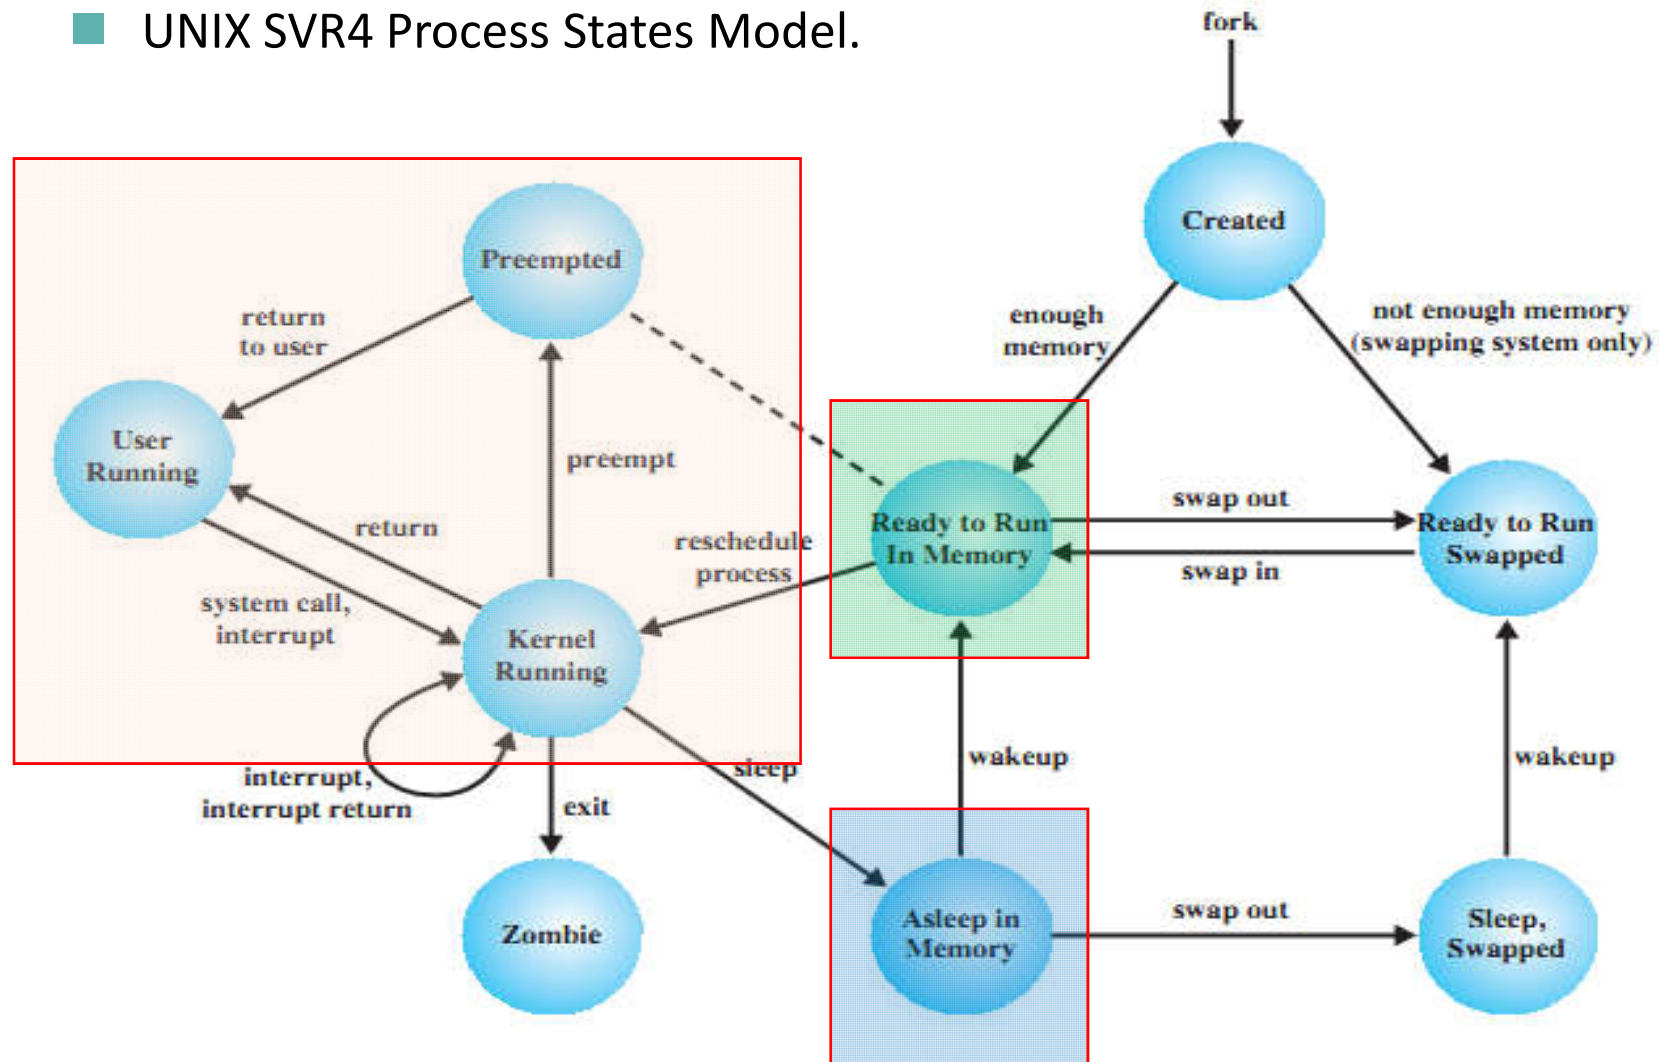 UNIX SVR4 Process States Model.
fork
Created
Preempted
return
to user
enough
memory
not enough memory
(swapping system only)
User
Running
preempt
return
reschedule
process
Ready to Run
In Memory
swap out
swap in
Ready to Run
Swapped
system call,
interrupt
Kernel
Running
interrupt,
interrupt return
exit
sleep
wakeup
wakeup
Zombie
Asleep in
Memory
swap out
Sleep,
Swapped